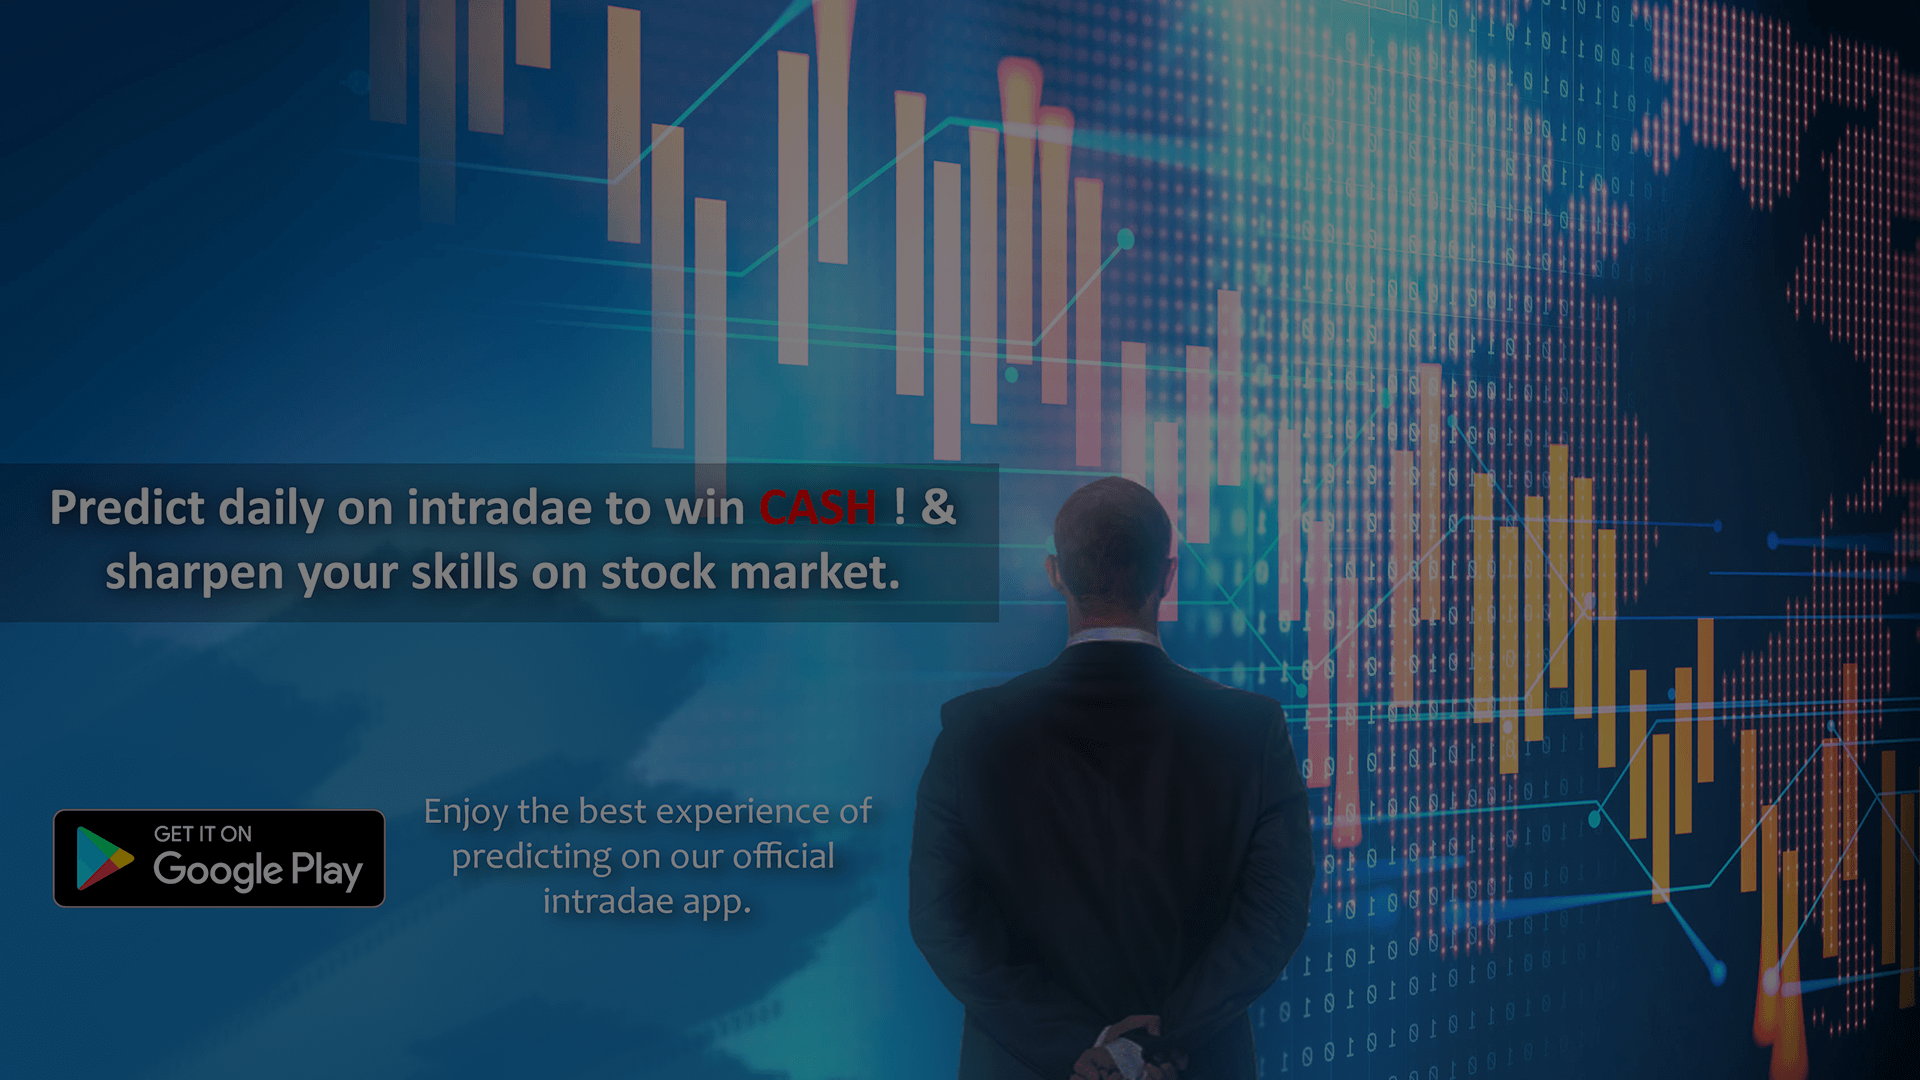 Predict daily on intradae to win CASH ! &
sharpen your skills on stock market.
GET IT ON
Google Play
Enjoy the best experience of
predicting on our official
intradae app.